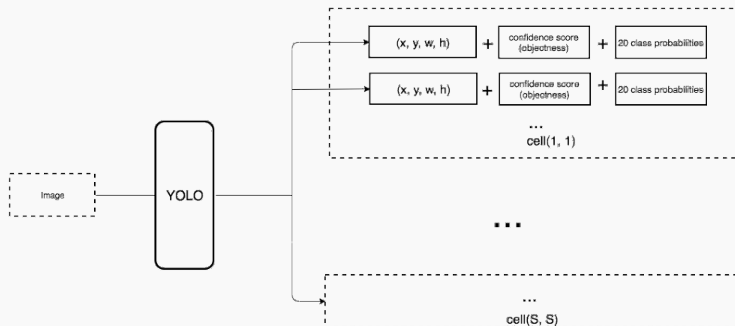 (x, y, w, h) + confidence score (objectness) + 20 class probabilities
(x, y, w, h) + confidence score (objectness) + 20 class probabilities
...
cell(1, 1)
Image
YOLO
...
...
cell(S, S)